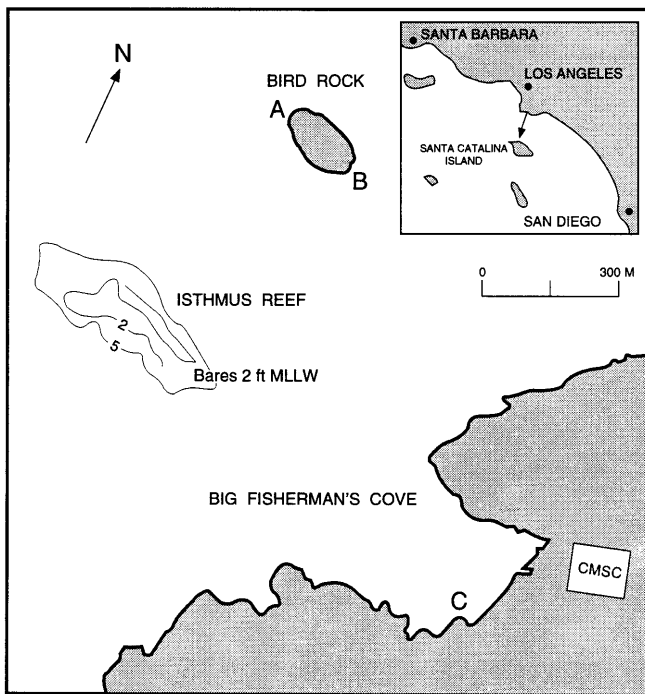 N
BIRD ROCK
A
B
SANTA BARBARA
LOS ANGELES
SANTA CATALINA
ISLAND
SAN DIEGO
0 300 M
ISTHMUS REEF
2
5
Bares 2 ft MLLW
BIG FISHERMAN'S COVE
CMSC
C